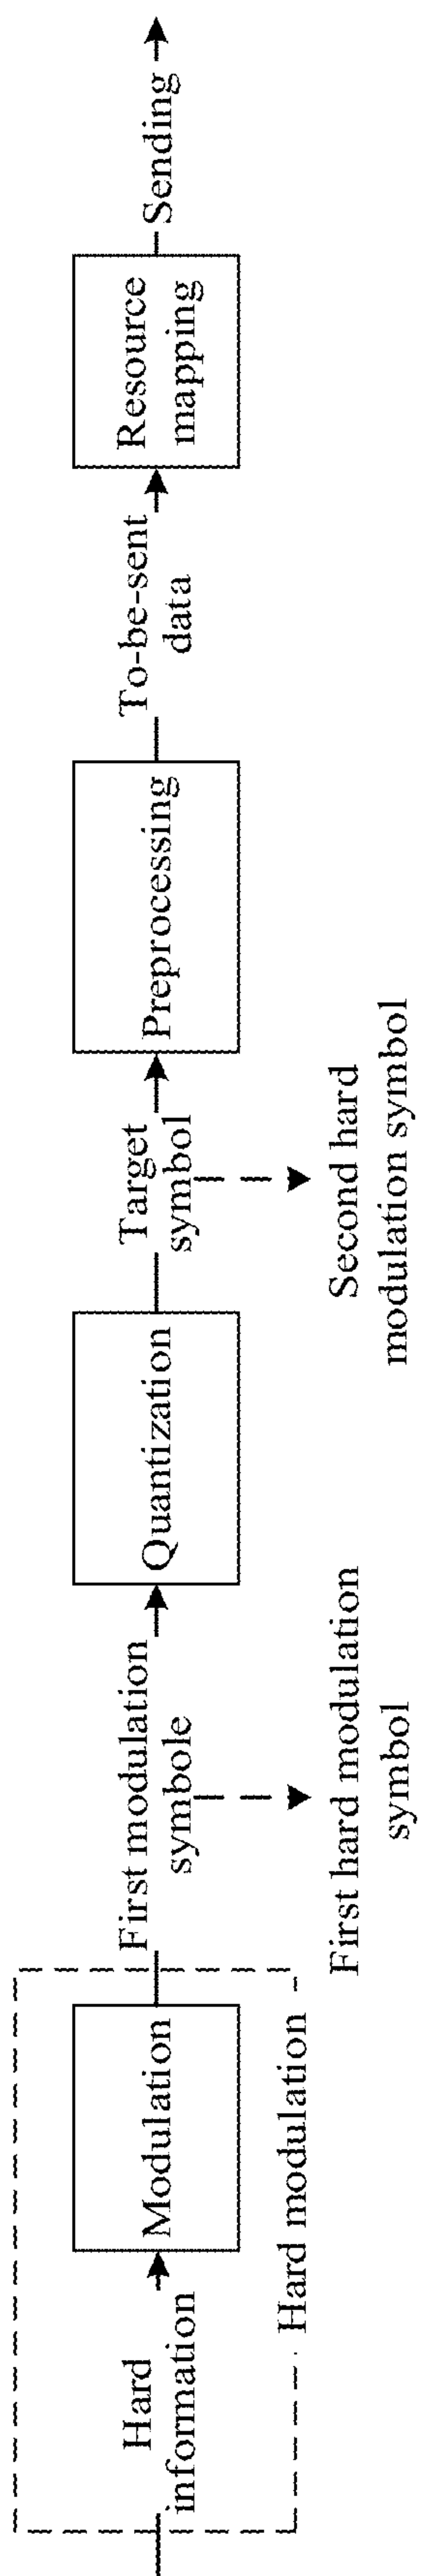 Hard
information
Modulation
Hard modulation
First modulation
symbole
First hard modulation
symbol
Quantization
Target
symbol
Second hard
modulation symbol
Preprocessing
To-be-sent
data
Resource
mapping
Sending